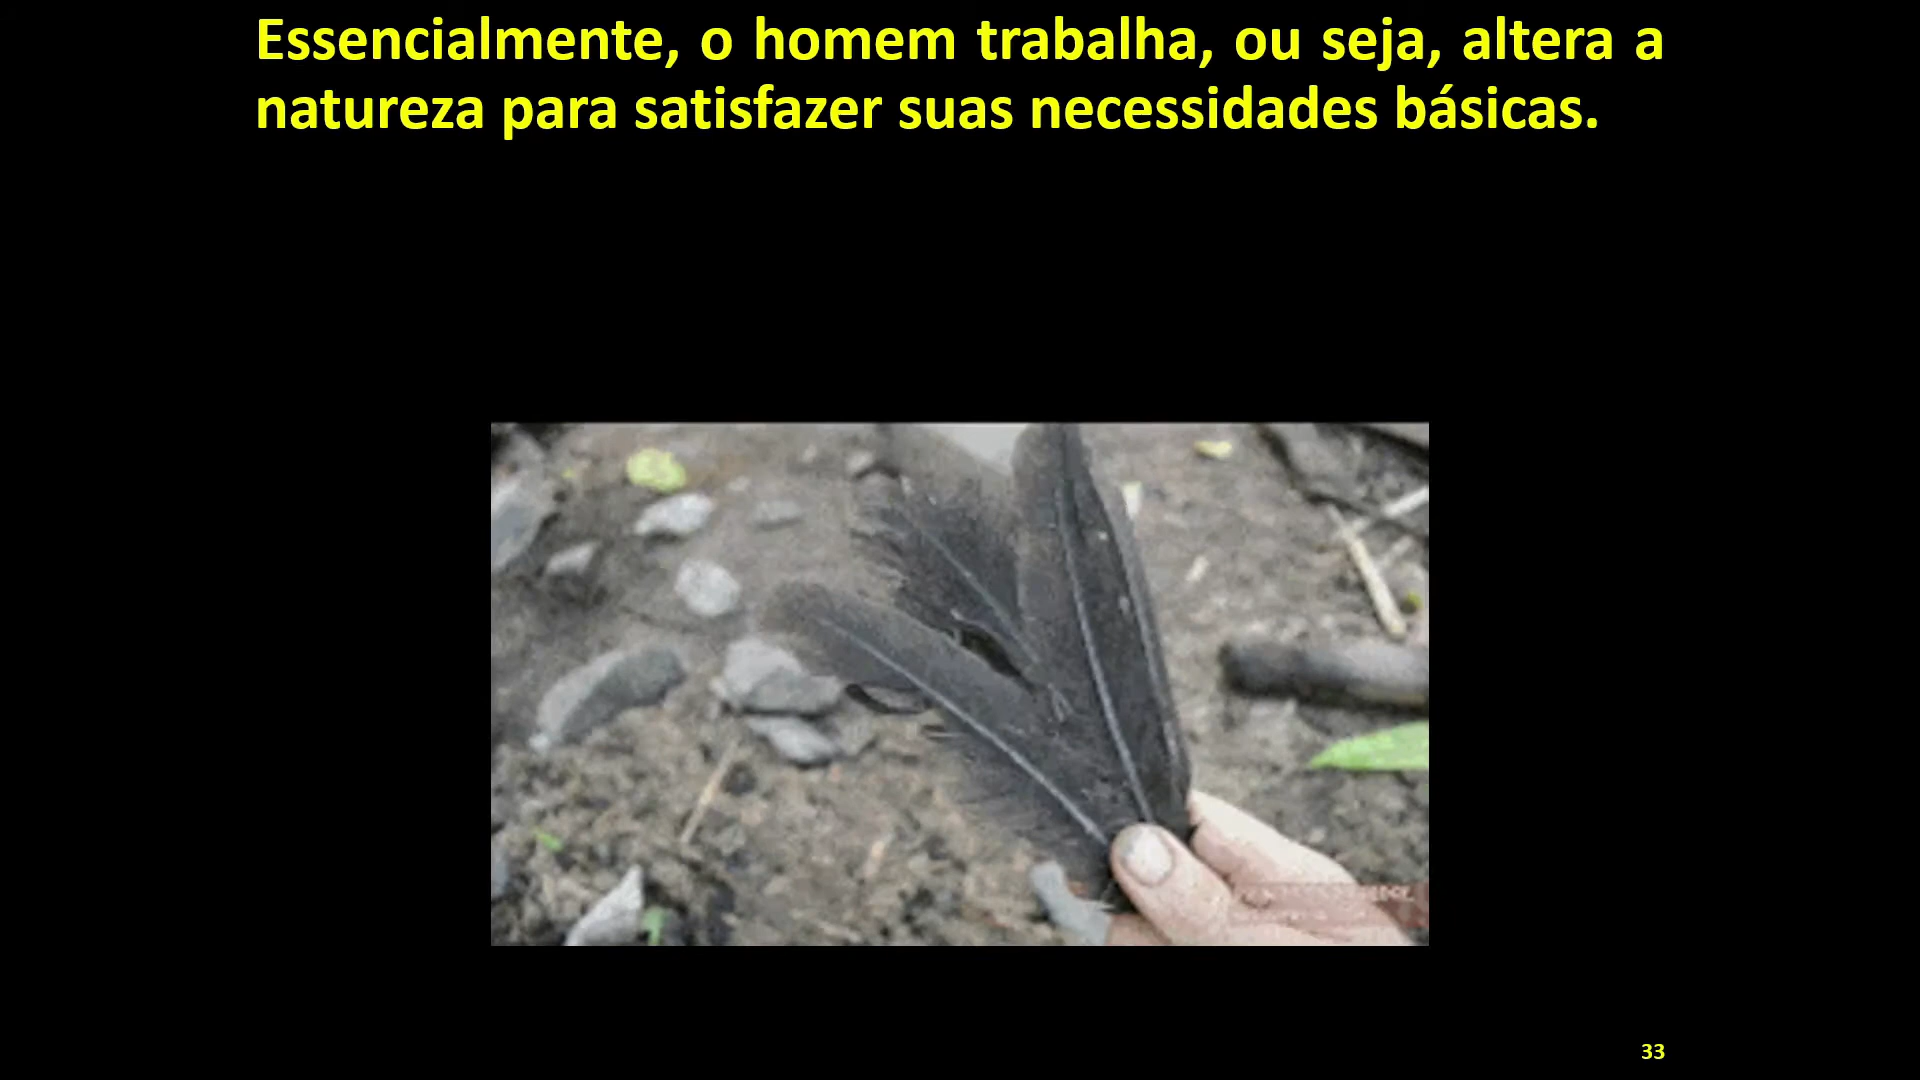 Essencialmente, o homem trabalha, ou seja, altera a
natureza para satisfazer suas necessidades básicas.
33